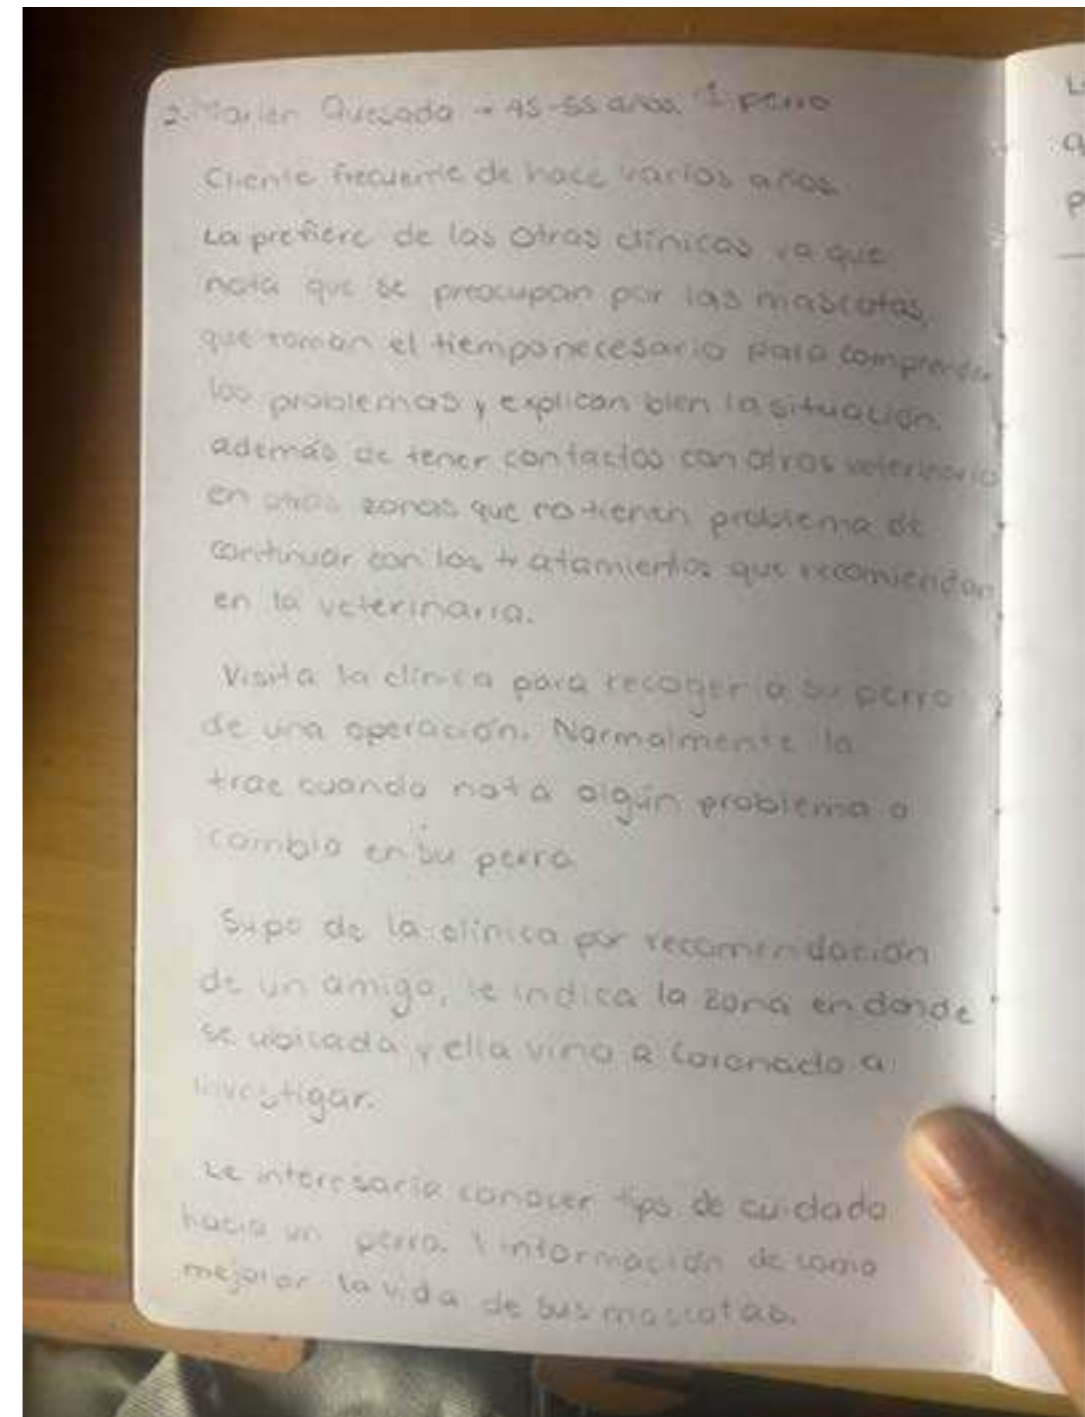 2. Marlen Quesada → 45-55 años. 1 perro
Cliente frecuente de hace varios años.
La prefiere de las otras clínicas ya que
nota que se preocupan por las mascotas,
que toman el tiempo necesario para comprender
los problemas y explican bien la situación.
además de tener contactos con otros veterinario
en otras zonas que no tienen problema de
continuar con los tratamientos que recomiendan
en la veterinaria.
Visita la clínica para recoger a su perro
de una operación. Normalmente la
trae cuando nota algún problema o
cambio en su perro.
Supo de la clínica por recomendación
de un amigo, le indica la zona en donde
se ubicada y ella vino a Coronado a
investigar.
Le interesaría conocer tips de cuidado
hacia un perro. Y información de como
mejorar la vida de sus mascotas.